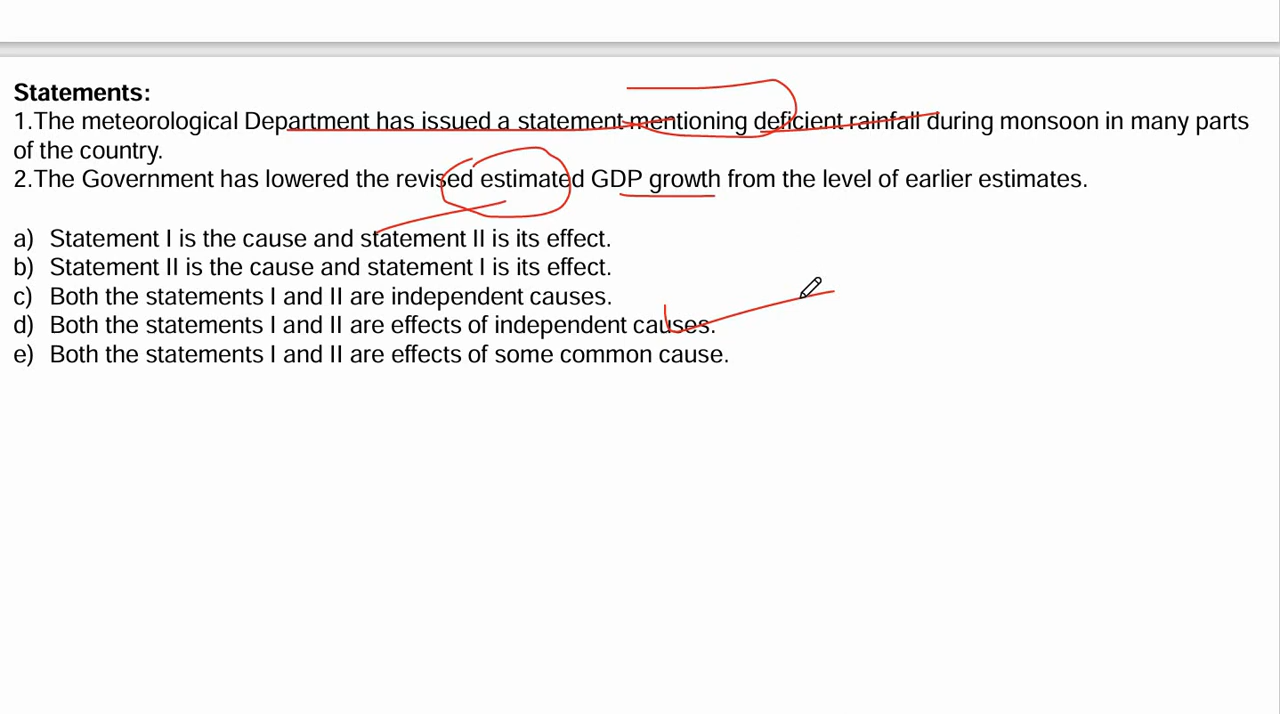 Statements:
1.The meteorological Department has issued a statement mentioning deficient rainfall during monsoon in many parts
of the country.
2.The Government has lowered the revised estimated GDP growth from the level of earlier estimates.
a) Statement I is the cause and statement II is its effect.
b) Statement II is the cause and statement I is its effect.
c) Both the statements I and II are independent causes.
d) Both the statements I and II are effects of independent causes.
e) Both the statements I and II are effects of some common cause.